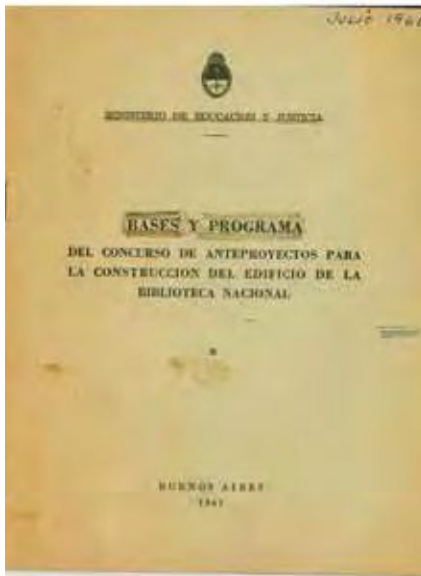 JULIO 196
MINISTERIO DE EDUCACION Y JUSTICIA
BASES Y PROGRAMA
DEL CONCURSO DE ANTEPROYECTOS PARA
LA CONSTRUCCION DEL EDIFICIO DE LA
BIBLIOTECA NACIONAL
BUENOS AIRES
1961